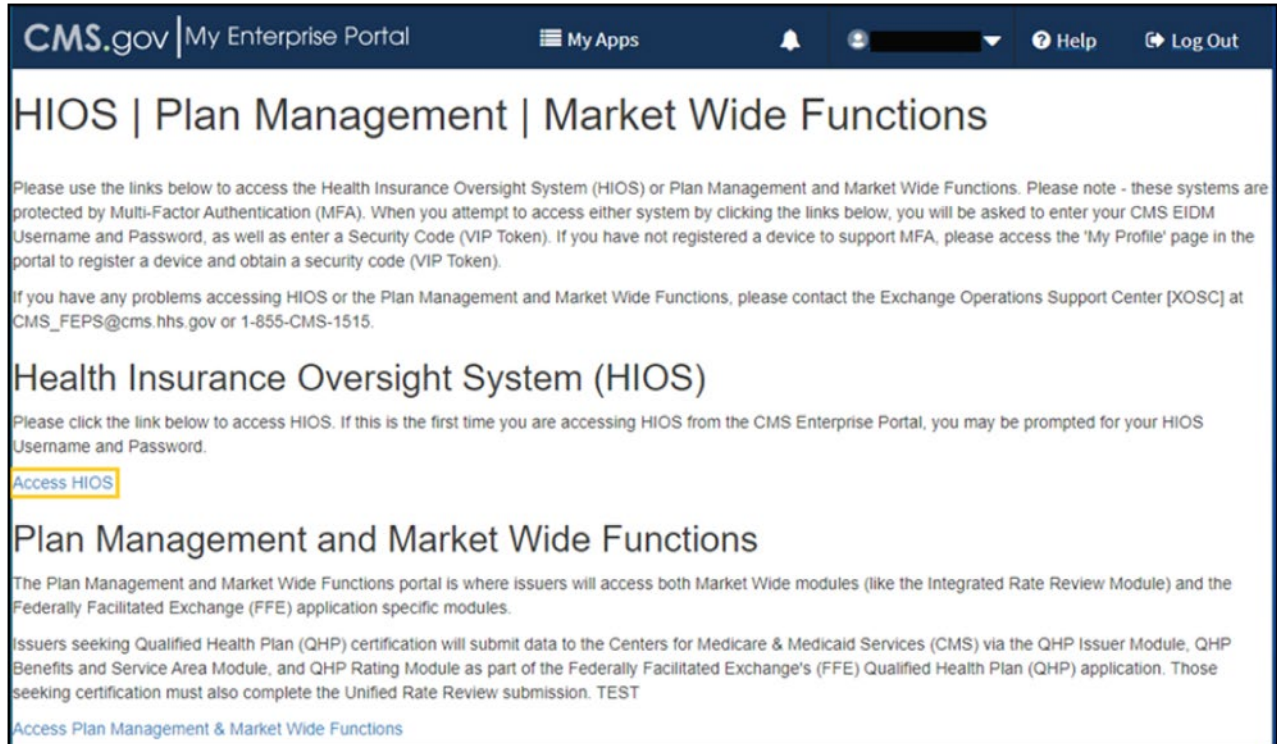 CMS.gov | My Enterprise Portal My Apps Help Log Out
HIOS | Plan Management | Market Wide Functions
Please use the links below to access the Health Insurance Oversight System (HIOS) or Plan Management and Market Wide Functions. Please note - these systems are
protected by Multi-Factor Authentication (MFA). When you attempt to access either system by clicking the links below, you will be asked to enter your CMS EIDM
Username and Password, as well as enter a Security Code (VIP Token). If you have not registered a device to support MFA, please access the 'My Profile' page in the
portal to register a device and obtain a security code (VIP Token).
If you have any problems accessing HIOS or the Plan Management and Market Wide Functions, please contact the Exchange Operations Support Center [XOSC] at
CMS_FEPS@cms.hhs.gov or 1-855-CMS-1515.
Health Insurance Oversight System (HIOS)
Please click the link below to access HIOS. If this is the first time you are accessing HIOS from the CMS Enterprise Portal, you may be prompted for your HIOS
Username and Password.
Access HIOS
Plan Management and Market Wide Functions
The Plan Management and Market Wide Functions portal is where issuers will access both Market Wide modules (like the Integrated Rate Review Module) and the
Federally Facilitated Exchange (FFE) application specific modules.
Issuers seeking Qualified Health Plan (QHP) certification will submit data to the Centers for Medicare & Medicaid Services (CMS) via the QHP Issuer Module, QHP
Benefits and Service Area Module, and QHP Rating Module as part of the Federally Facilitated Exchange's (FFE) Qualified Health Plan (QHP) application. Those
seeking certification must also complete the Unified Rate Review submission. TEST
Access Plan Management & Market Wide Functions